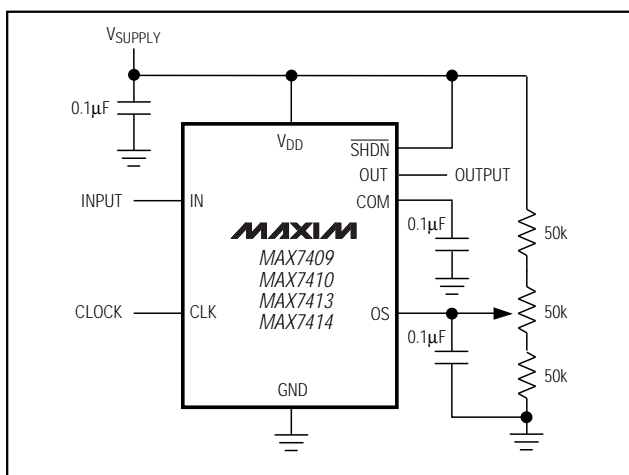 VSUPPLY
0.1μF
VDD
SHDN
OUT
OUTPUT
INPUT
IN
COM
MAXIM
0.1μF
50k
MAX7409
MAX7410
MAX7413
MAX7414
CLOCK
CLK
OS
50k
0.1μF
50k
GND